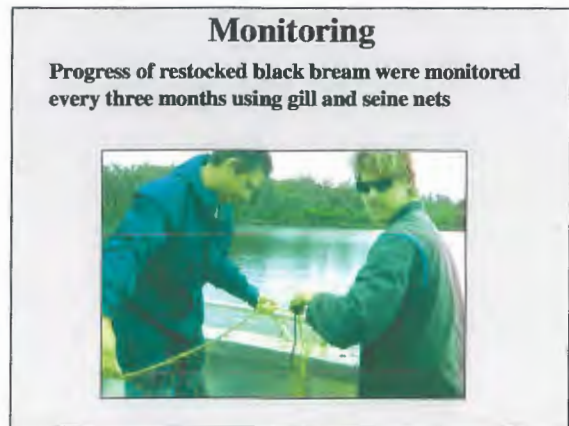 Monitoring
Progress of restocked black bream were monitored
every three months using gill and seine nets